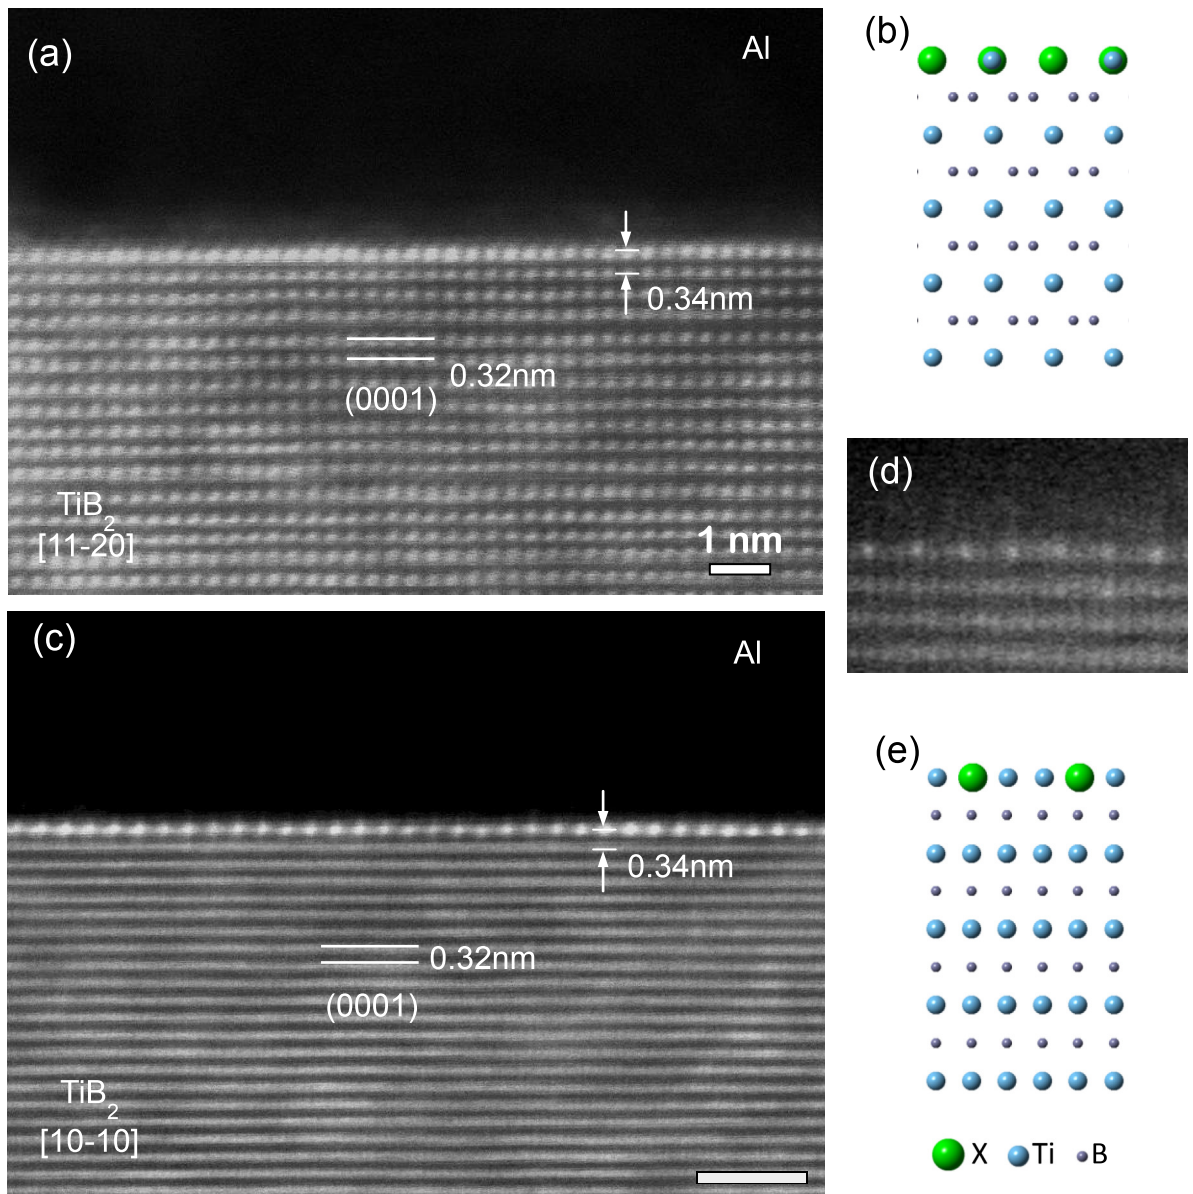 (a)
Al
0.34nm
0.32nm
(0001)
TiB2
[11-20]
1 nm
(b)
(c)
Al
0.34nm
0.32nm
(0001)
TiB2
[10-10]
(d)
(e)
X Ti B